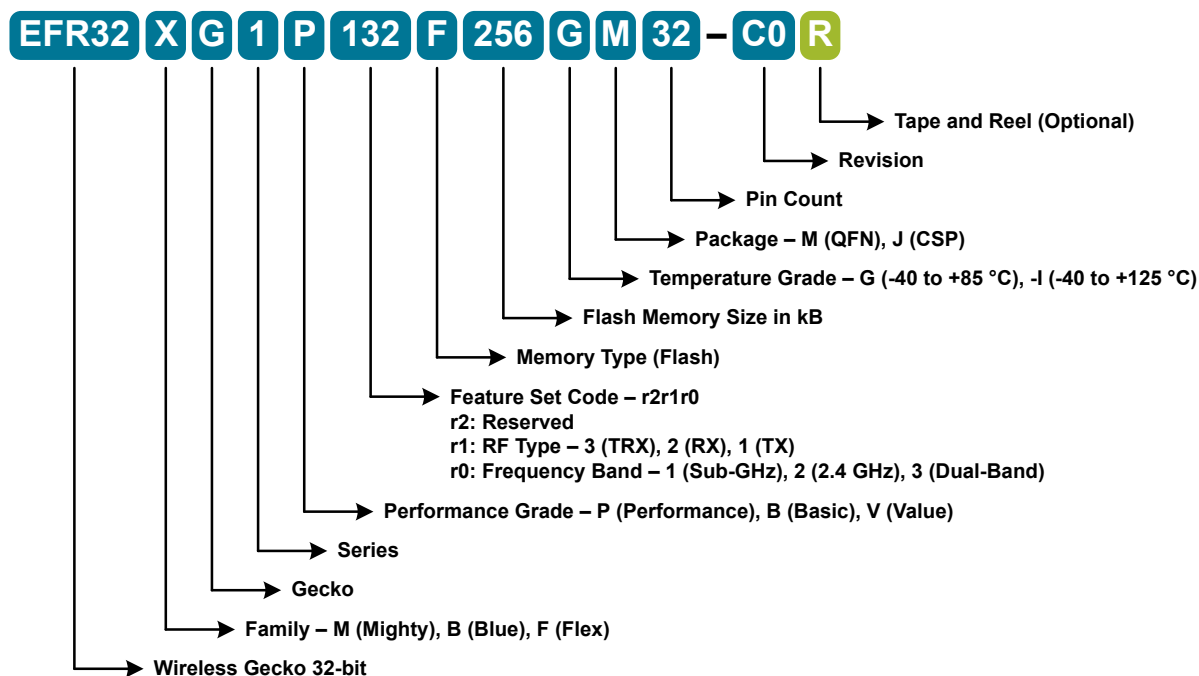 EFR32 X G 1 P 132 F 256 G M 32 – C0 R
Tape and Reel (Optional)
Revision
Pin Count
Package – M (QFN), J (CSP)
Temperature Grade – G (-40 to +85 °C), -I (-40 to +125 °C)
Flash Memory Size in kB
Memory Type (Flash)
Feature Set Code – r2r1r0
r2: Reserved
r1: RF Type – 3 (TRX), 2 (RX), 1 (TX)
r0: Frequency Band – 1 (Sub-GHz), 2 (2.4 GHz), 3 (Dual-Band)
Performance Grade – P (Performance), B (Basic), V (Value)
Series
Gecko
Family – M (Mighty), B (Blue), F (Flex)
Wireless Gecko 32-bit